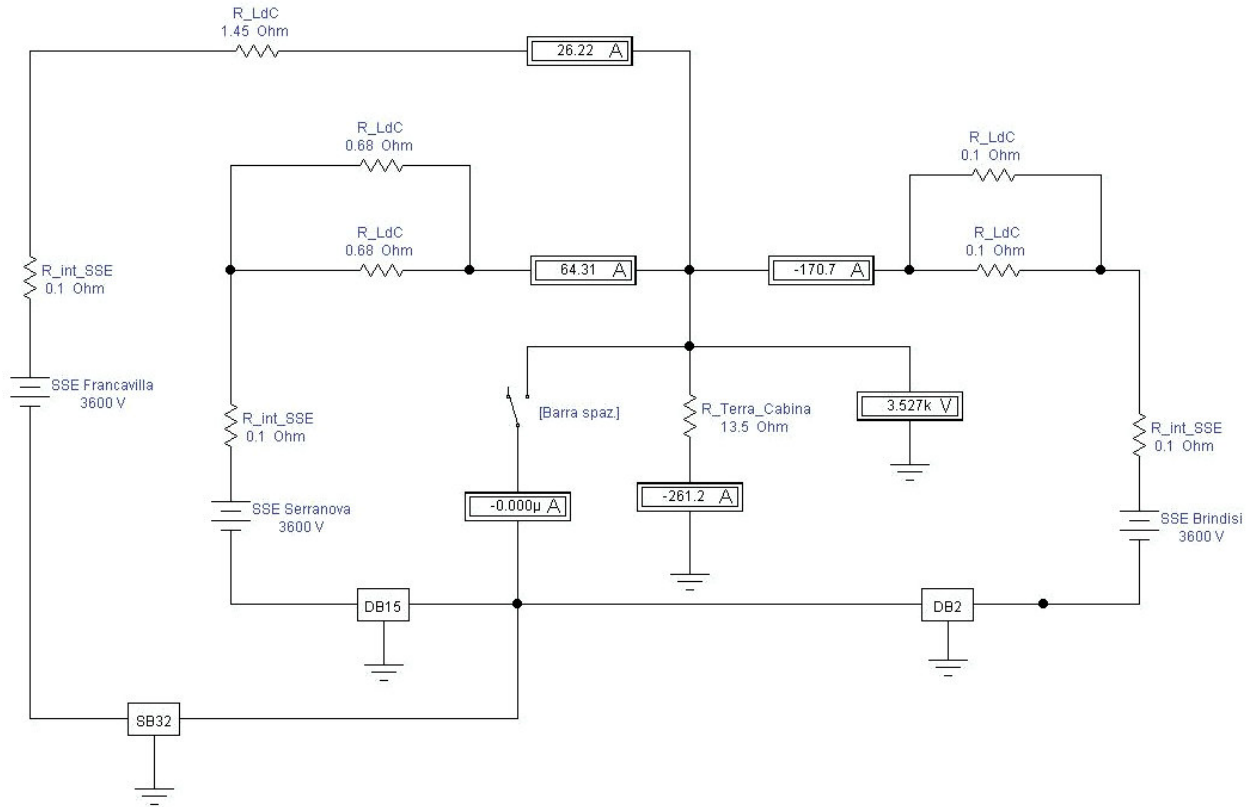 R_LdC
1.45 Ohm
26.22 A
R_LdC
0.68 Ohm
R_LdC
0.1 Ohm
R_LdC
0.68 Ohm
R_LdC
0.1 Ohm
R_int_SSE
0.1 Ohm
64.31 A
-170.7 A
SSE Francavilla
3600 V
R_int_SSE
0.1 Ohm
[Barra spaz.]
R_Terra_Cabina
13.5 Ohm
3.527k V
R_int_SSE
0.1 Ohm
SSE Serranova
3600 V
-0.000µ A
-261.2 A
SSE Brindisi
3600 V
DB15
DB2
SB32